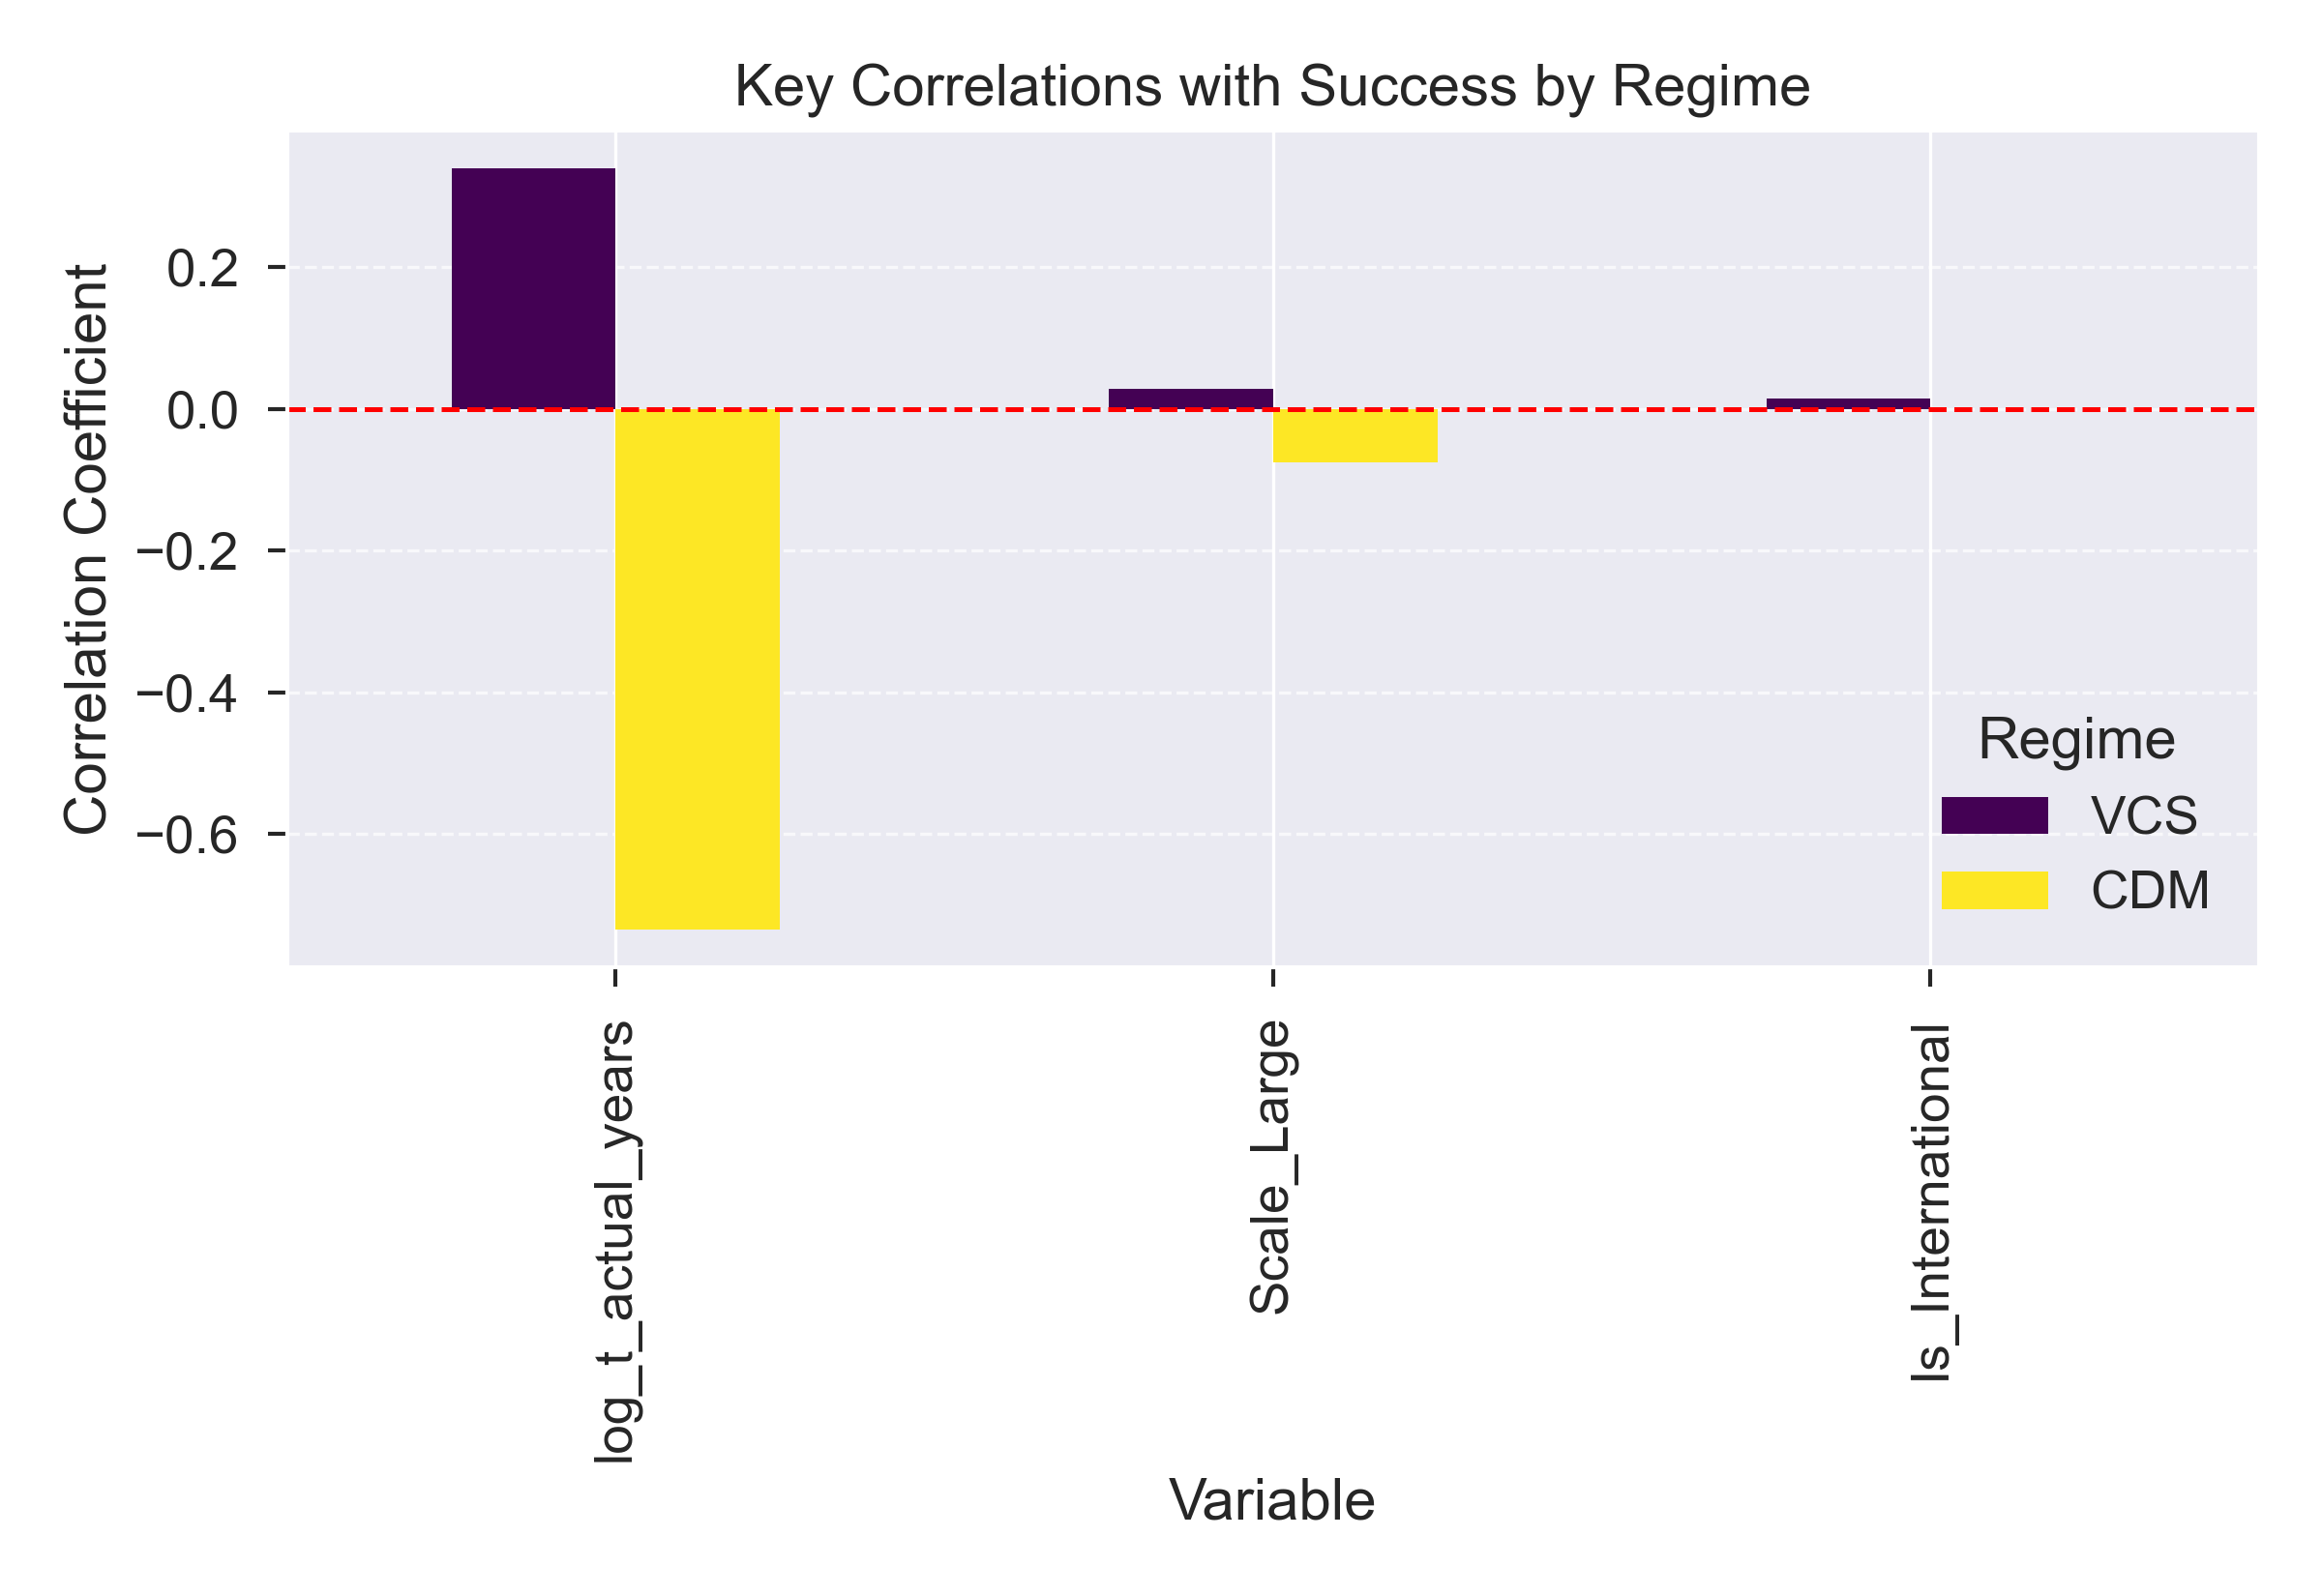 Key Correlations with Success by Regime
Correlation Coefficient
0.2
0.0
−0.2
−0.4
−0.6
Regime
VCS
CDM
log_t_actual_years
Scale_Large
Is_International
Variable